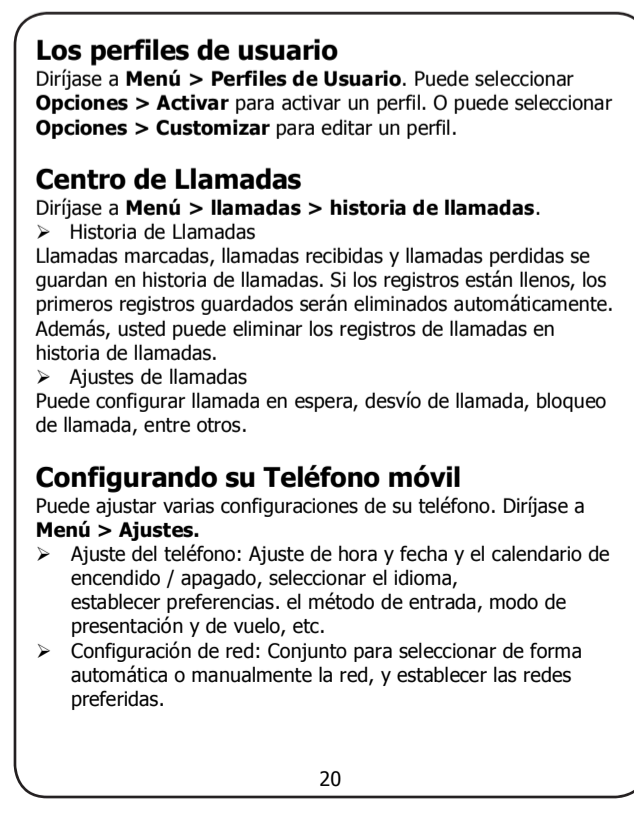 Los perfiles de usuario
Diríjase a Menú > Perfiles de Usuario. Puede seleccionar
Opciones > Activar para activar un perfil. O puede seleccionar
Opciones > Customizar para editar un perfil.
Centro de Llamadas
Diríjase a Menú > llamadas > historia de llamadas.
➢ Historia de Llamadas
Llamadas marcadas, llamadas recibidas y llamadas perdidas se
guardan en historia de llamadas. Si los registros están llenos, los
primeros registros guardados serán eliminados automáticamente.
Además, usted puede eliminar los registros de llamadas en
historia de llamadas.
➢ Ajustes de llamadas
Puede configurar llamada en espera, desvío de llamada, bloqueo
de llamada, entre otros.
Configurando su Teléfono móvil
Puede ajustar varias configuraciones de su teléfono. Diríjase a
Menú > Ajustes.
➢ Ajuste del teléfono: Ajuste de hora y fecha y el calendario de
encendido / apagado, seleccionar el idioma,
establecer preferencias. el método de entrada, modo de
presentación y de vuelo, etc.
➢ Configuración de red: Conjunto para seleccionar de forma
automática o manualmente la red, y establecer las redes
preferidas.
20